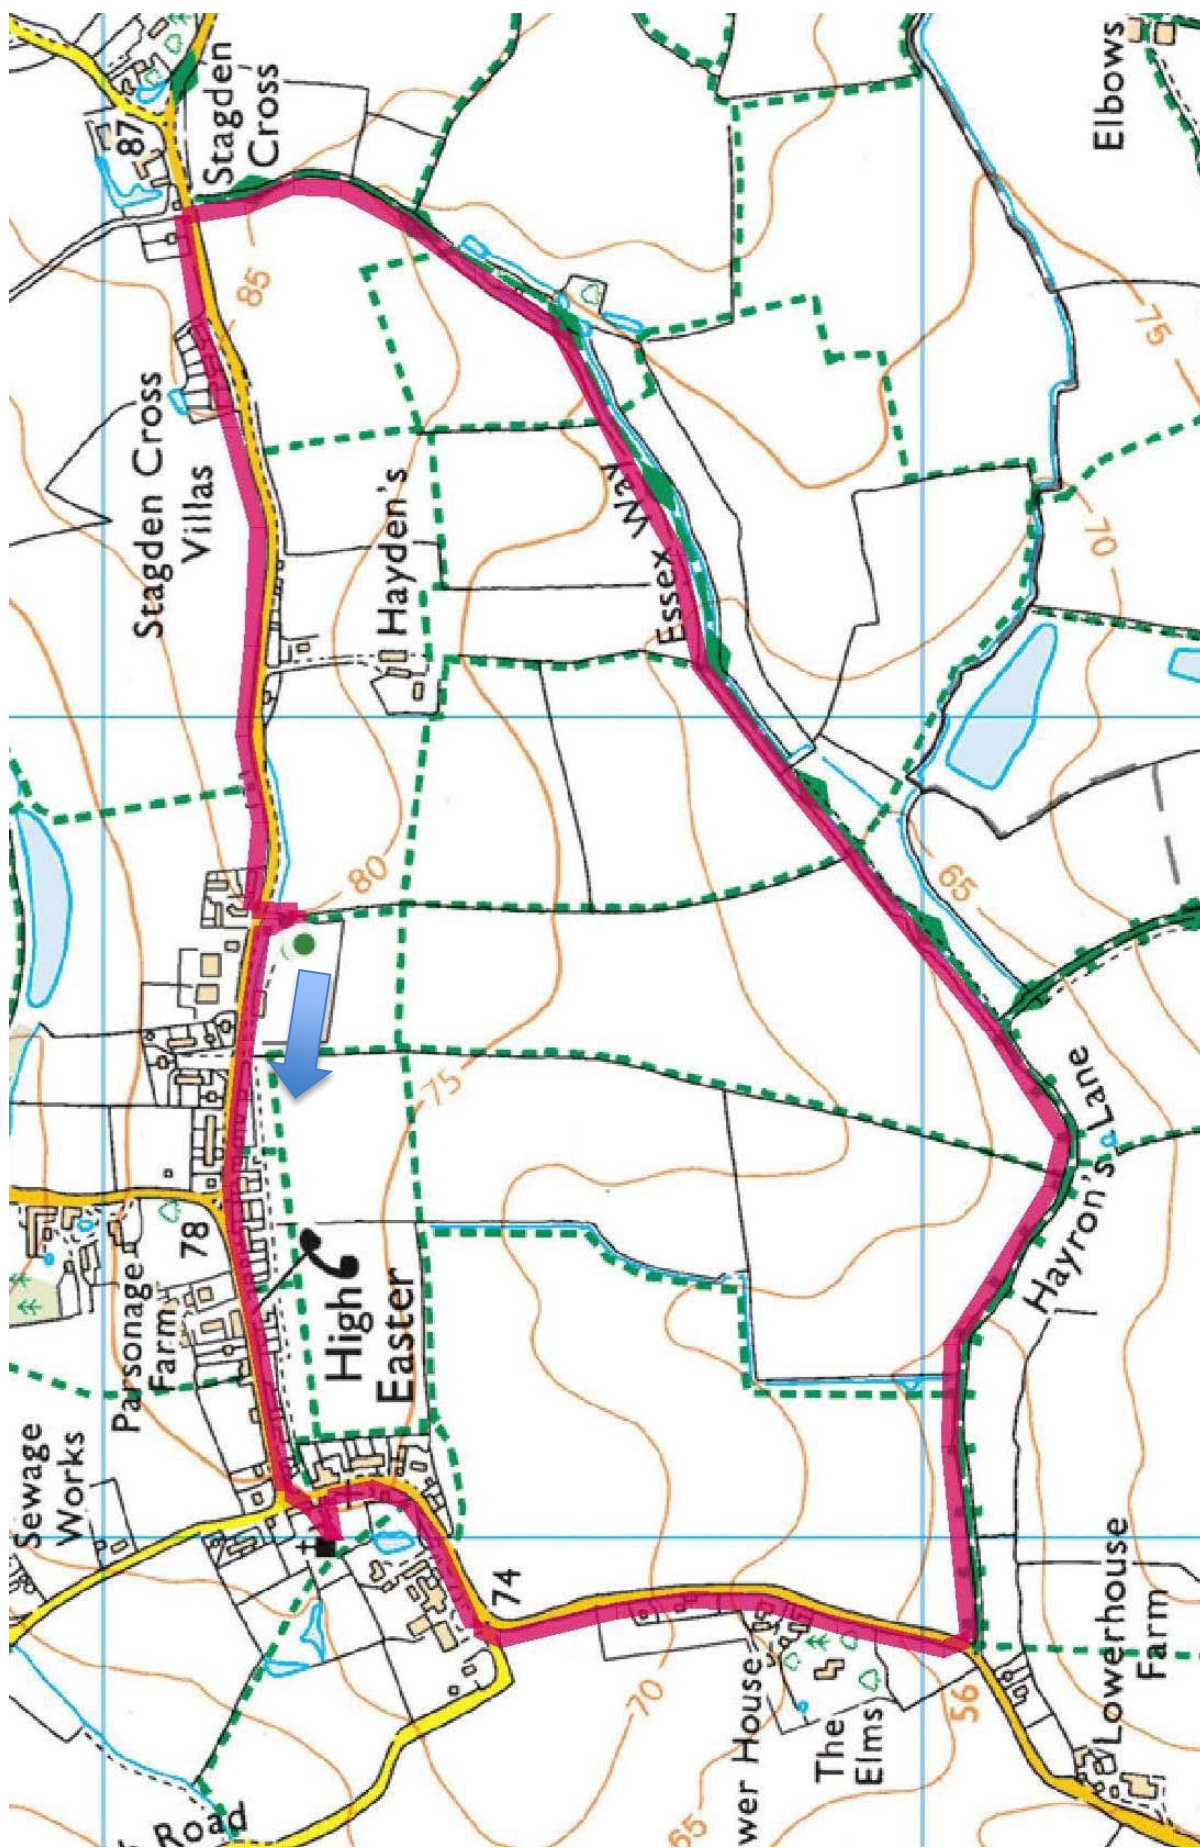 Elbows
Stagden
Cross
87
85
75
Stagden Cross
Villas
Hayden's
Essex Way
70
80
65
75
Hayron's Lane
78
Parsonage
Farm
High
Easter
Sewage
Works
74
Lowerhouse
Farm
56
70
wer House
The
Elms
65
Road